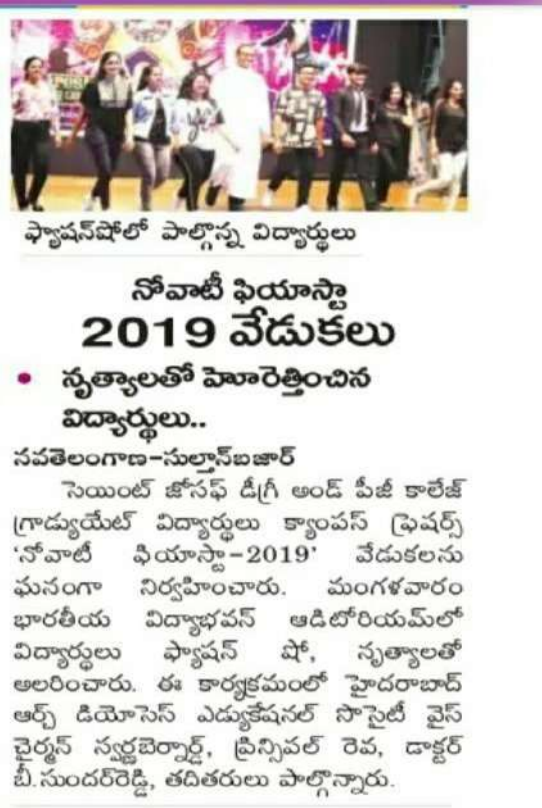 ఫ్యాషన్‌షోలో పాల్గొన్న విద్యార్థులు
నోవాటీ ఫియాస్టా
2019 వేడుకలు
• నృత్యాలతో హోరెత్తించిన
విద్యార్థులు..
నవతెలంగాణ-సుల్తాన్‌బజార్
సెయింట్ జోసఫ్ డీగ్రీ అండ్ పీజీ కాలేజ్
గ్రాడ్యుయేట్ విద్యార్థులు క్యాంపస్ ఫ్రెషర్స్
'నోవాటీ ఫియాస్టా-2019' వేడుకలను
ఘనంగా నిర్వహించారు. మంగళవారం
భారతీయ విద్యాభవన్ ఆడిటోరియమ్‌లో
విద్యార్థులు ఫ్యాషన్ షో, నృత్యాలతో
అలరించారు. ఈ కార్యక్రమంలో హైదరాబాద్
ఆర్చ్ డియోసెస్ ఎడ్యుకేషనల్ సొసైటీ వైస్
చైర్మన్ స్వర్ణబెర్నార్డ్, ప్రిన్సిపల్ రెవ, డాక్టర్
బీ.సుందర్‌రెడ్డి, తదితరులు పాల్గొన్నారు.